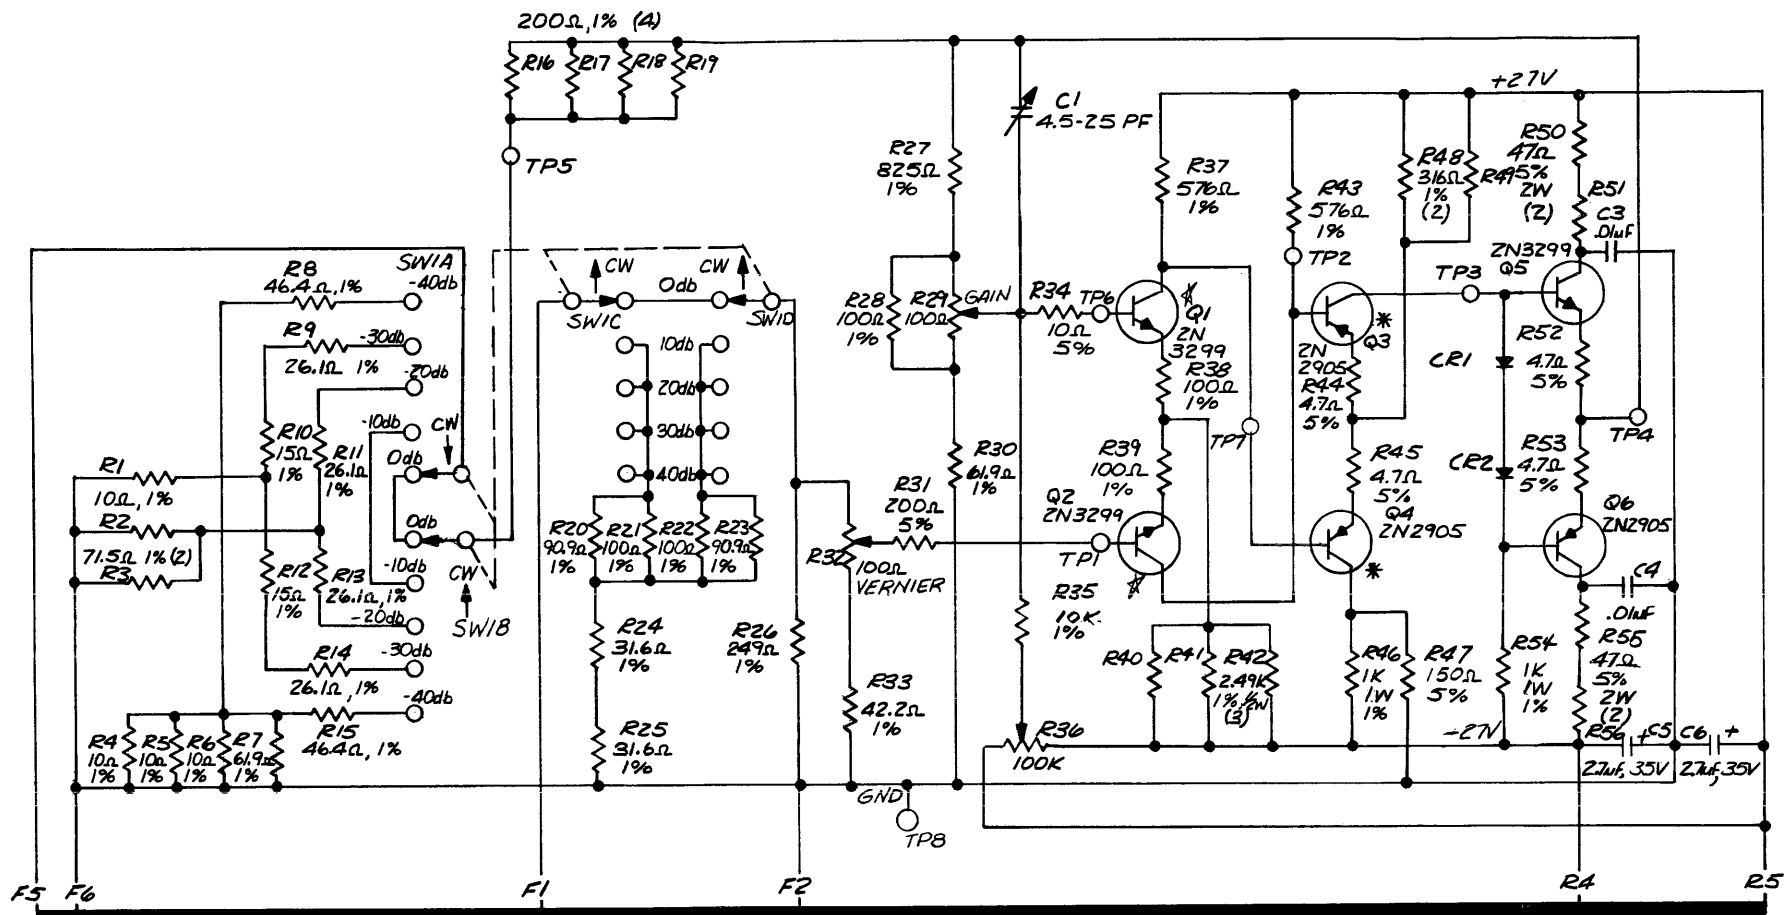 200Ω,1% (4)
R16
R17
R18
R19
TP5
C1
4.5-25 PF
+27V
R27
825Ω
1%
R37
576Ω
1%
R43
576Ω
1%
TP2
R48
316Ω
1%
(2)
R49
R50
47Ω
5%
2W
(2)
R51
C3
.01uF
2N3299
Q5
TP3
SW1A
R8
46.4Ω,1%
-40db
R9
26.1Ω 1%
-30db
-20db
-10db
CW
0db
R10
15Ω
1%
R11
26.1Ω
1%
R1
10Ω, 1%
R2
71.5Ω 1%(2)
R3
0db
-10db
CW
R12
15Ω
1%
R13
26.1Ω,1%
-20db
SW1B
R14
26.1Ω,1%
-30db
-40db
R15
46.4Ω, 1%
R4
10Ω
1%
R5
10Ω
1%
R6
10Ω
1%
R7
61.9Ω
1%
CW
CW
0db
SW1C
SW1D
10db
20db
30db
40db
R20
90.9Ω
1%
R21
100Ω
1%
R22
100Ω
1%
R23
90.9Ω
1%
R24
31.6Ω
1%
R25
31.6Ω
1%
R26
249Ω
1%
R28
100Ω
1%
R29
100Ω
GAIN
R34
10Ω
5%
TP6
Q1
2N
3299
R38
100Ω
1%
R39
100Ω
1%
Q2
2N3299
TP1
TP7
R30
61.9Ω
1%
R31
200Ω
5%
R32
100Ω
VERNIER
R33
42.2Ω
1%
R35
10K
1%
R36
100K
*
Q3
2N
2905
R44
4.7Ω
5%
R45
4.7Ω
5%
Q4
2N2905
*
CR1
CR2
R52
4.7Ω
5%
TP4
R53
4.7Ω
5%
Q6
2N2905
C4
.01uF
R40
R41
R42
2.49K
1%,½W
(3)
R46
1K
1W
1%
R47
150Ω
5%
R54
1K
1W
1%
R55
47Ω
5%
2W
(2)
R56
-27V
+
C5
2.7uF, 35V
C6
+
2.7uF, 35V
GND
TP8
F5
F6
F1
F2
R4
R5